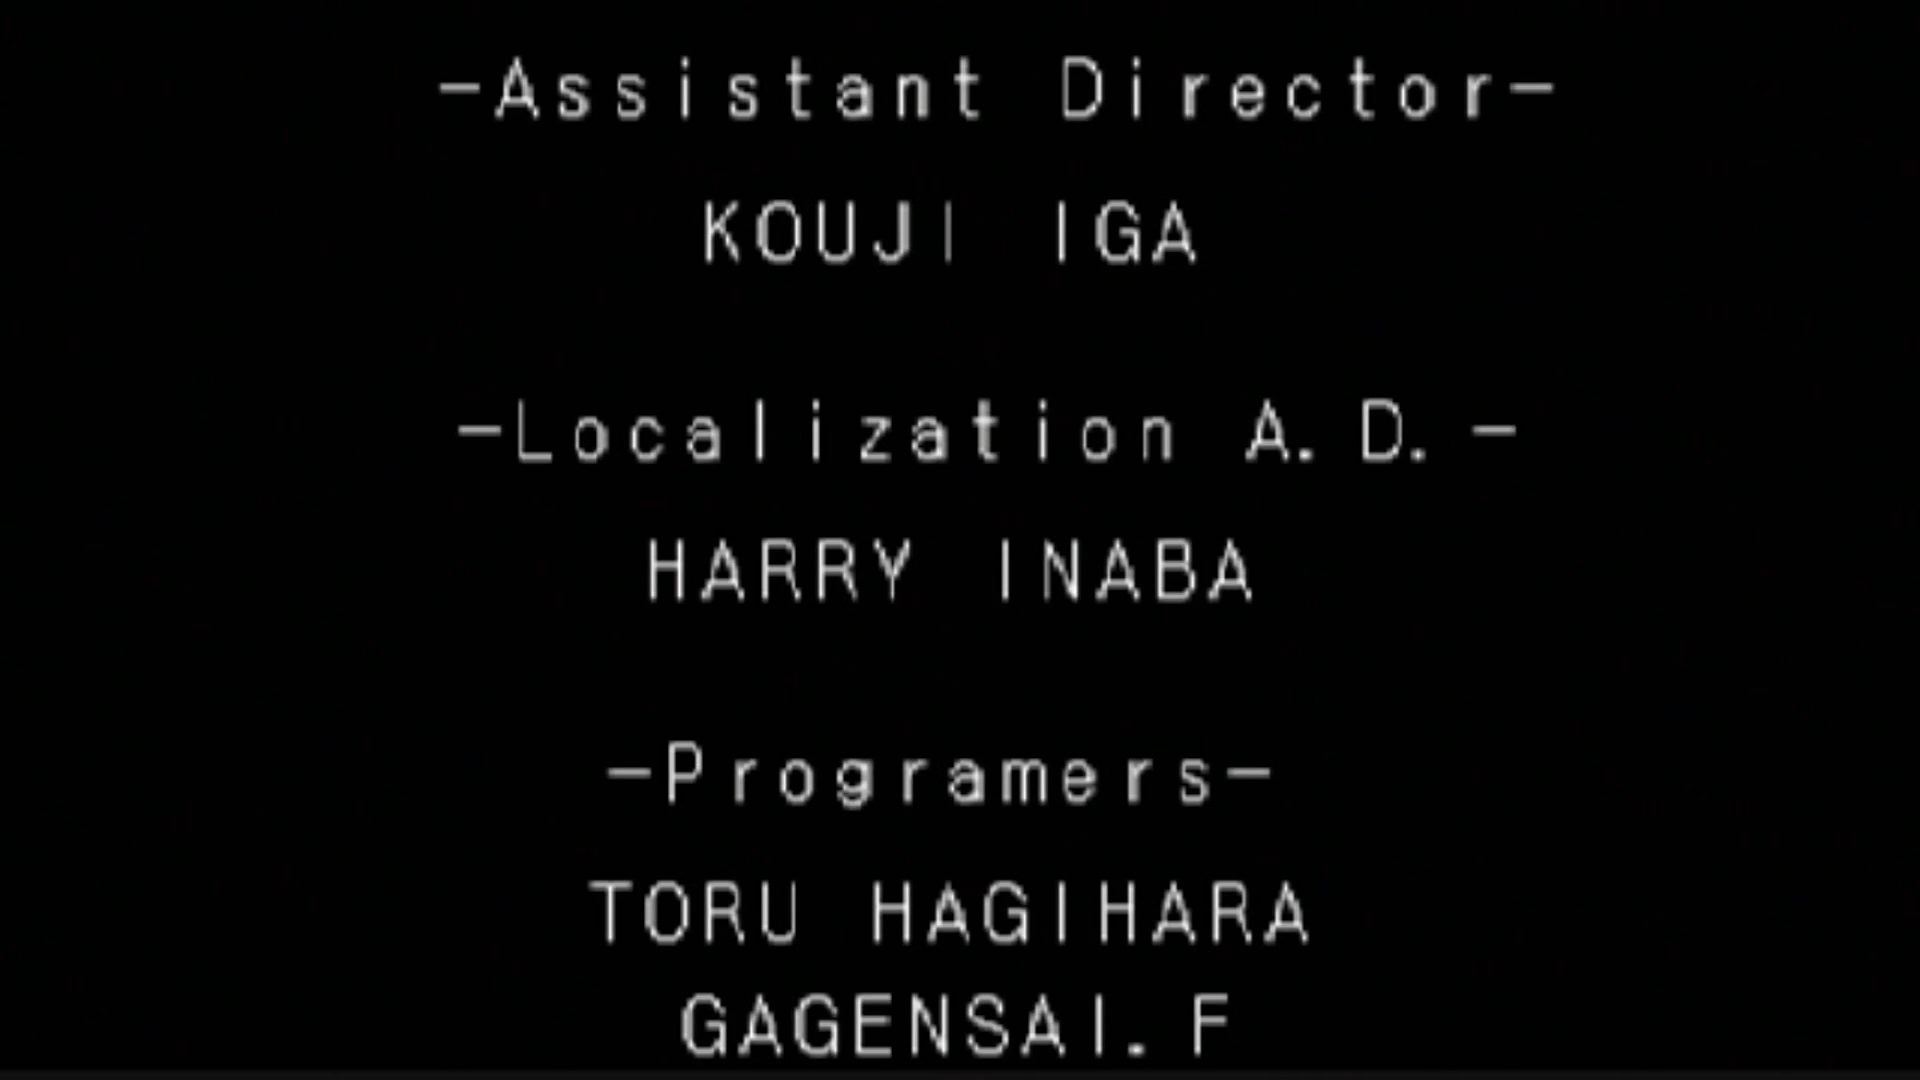 -Assistant Director-
KOUJI IGA
-Localization A.D.-
HARRY INABA
-Programers-
TORU HAGIHARA
GAGENSAI.F